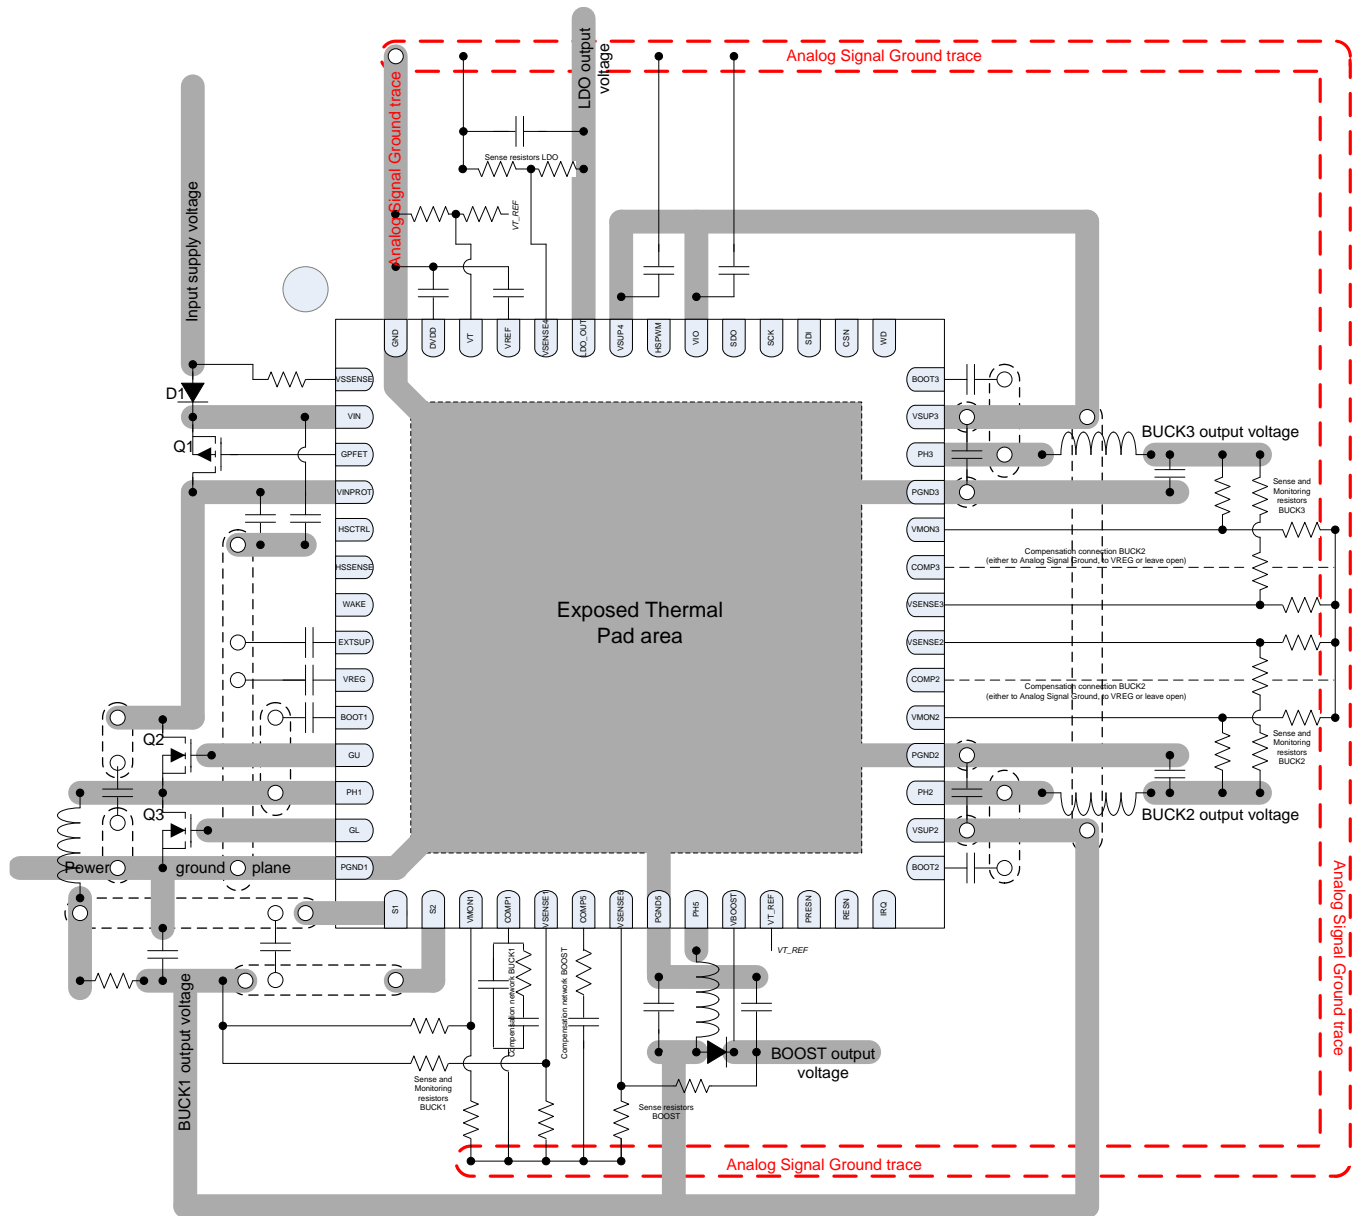 Analog Signal Ground trace
LDO output
voltage
Analog Signal Ground trace
Input supply voltage
Sense resistors LDO
VT_REF
GND
DVDD
VT
VREF
VSENSE4
LDO_OUT
VSUP4
HSPWM
VIO
SDO
SCK
SDI
CSN
WD
VSSENSE
VIN
GPFET
VINPROT
HSCTRL
HSSENSE
WAKE
EXTSUP
VREG
BOOT1
GU
PH1
GL
PGND1
D1
Q1
Q2
Q3
Power ground plane
BOOT3
VSUP3
PH3
PGND3
VMON3
COMP3
VSENSE3
VSENSE2
COMP2
VMON2
PGND2
PH2
VSUP2
BOOT2
BUCK3 output voltage
Sense and
Monitoring
resistors
BUCK3
Compensation connection BUCK2
(either to Analog Signal Ground, to VREG or leave open)
Compensation connection BUCK2
(either to Analog Signal Ground, to VREG or leave open)
Sense and
Monitoring
resistors
BUCK2
BUCK2 output voltage
Exposed Thermal
Pad area
S1
S2
VMON1
COMP1
VSENSE1
COMP5
VSENSE5
PGND5
PH5
VBOOST
VT_REF
PRESN
RESN
IRQ
VT_REF
Compensation network BUCK1
Compensation network BOOST
BUCK1 output voltage
Sense and
Monitoring
resistors
BUCK1
Sense resistors
BOOST
BOOST output
voltage
Analog Signal Ground trace
Analog Signal Ground trace